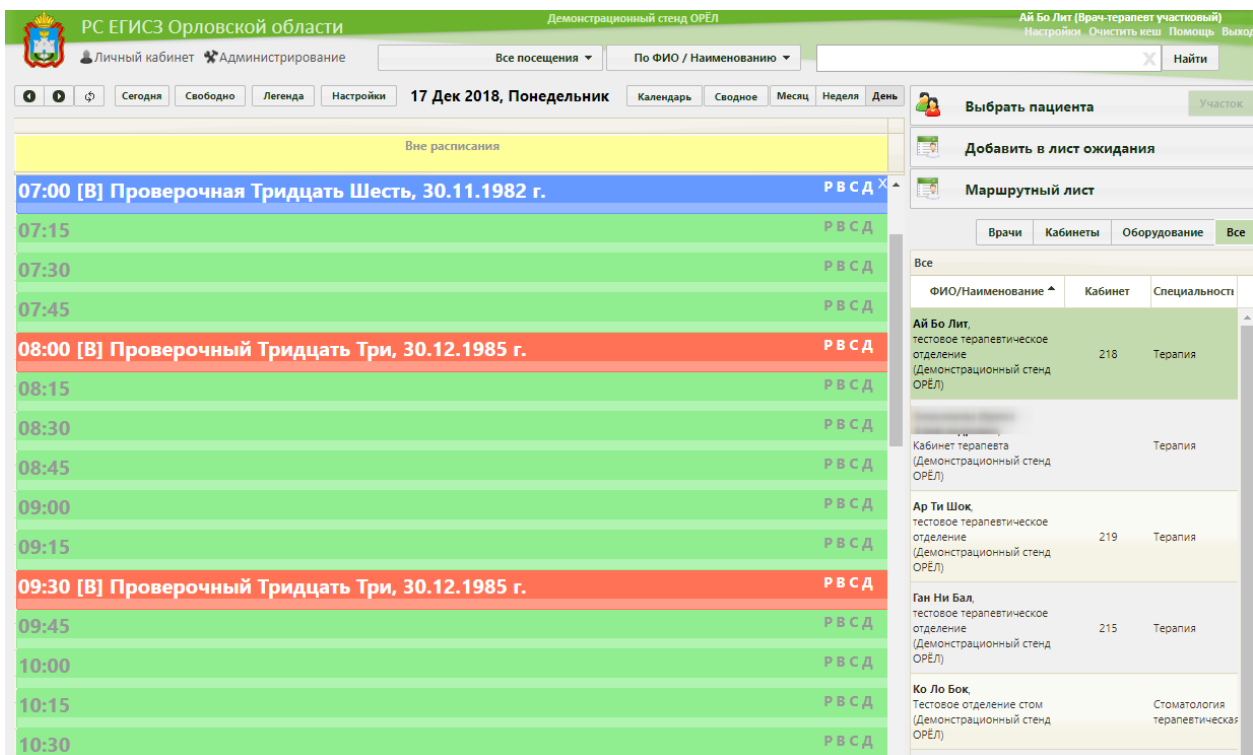 Демонстрационный стенд ОРЁЛ
Ай Бо Лит (Врач-терапевт участковый)
РС ЕГИСЗ Орловской области
Настройки Очистить кеш Помощь Выход
Личный кабинет Администрирование
Все посещения
По ФИО / Наименованию
X
Найти
Сегодня
Свободно
Легенда
Настройки
17 Дек 2018, Понедельник
Календарь
Сводное
Месяц
Неделя
День
Вне расписания
07:00 [В] Проверочная Тридцать Шесть, 30.11.1982 г. Р В С Д X
07:15 Р В С Д
07:30 Р В С Д
07:45 Р В С Д
08:00 [В] Проверочный Тридцать Три, 30.12.1985 г. Р В С Д
08:15 Р В С Д
08:30 Р В С Д
08:45 Р В С Д
09:00 Р В С Д
09:15 Р В С Д
09:30 [В] Проверочный Тридцать Три, 30.12.1985 г. Р В С Д
09:45 Р В С Д
10:00 Р В С Д
10:15 Р В С Д
10:30 Р В С Д
Выбрать пациента
Участок
Добавить в лист ожидания
Маршрутный лист
Врачи
Кабинеты
Оборудование
Все
Все
ФИО/Наименование Кабинет Специальность
Ай Бо Лит,
тестовое терапевтическое
отделение 218 Терапия
(Демонстрационный стенд
ОРЁЛ)
Кабинет терапевта Терапия
(Демонстрационный стенд
ОРЁЛ)
Ар Ти Шок,
тестовое терапевтическое
отделение 219 Терапия
(Демонстрационный стенд
ОРЁЛ)
Ган Ни Бал,
тестовое терапевтическое
отделение 215 Терапия
(Демонстрационный стенд
ОРЁЛ)
Ко Ло Бок,
Тестовое отделение стом Стоматология
(Демонстрационный стенд терапевтическая
ОРЁЛ)